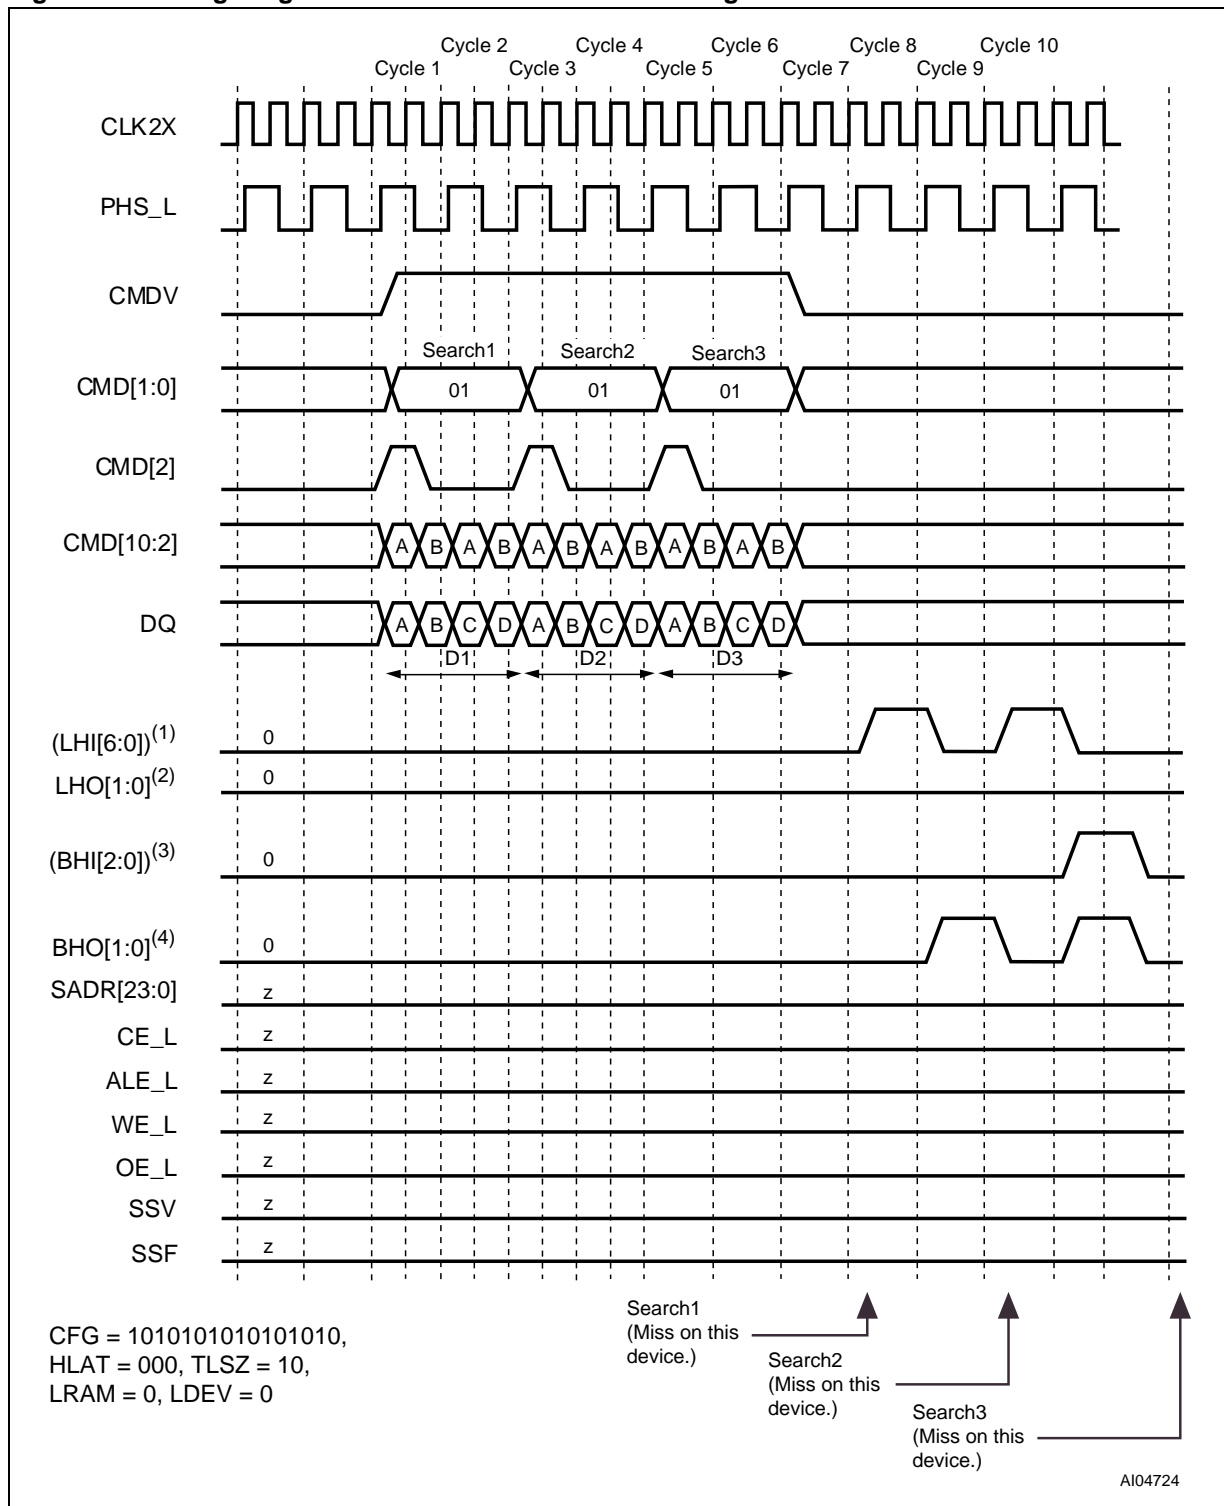 Cycle 2 Cycle 4 Cycle 6 Cycle 8 Cycle 10
Cycle 1 Cycle 3 Cycle 5 Cycle 7 Cycle 9
CLK2X
PHS_L
CMDV
Search1 Search2 Search3
CMD[1:0] 01 01 01
CMD[2]
CMD[10:2] A B A B A B A B A B A B
DQ A B C D A B C D A B C D
D1 D2 D3
(LHI[6:0])(1) 0
LHO[1:0](2) 0
(BHI[2:0])(3) 0
BHO[1:0](4) 0
SADR[23:0] z
CE_L z
ALE_L z
WE_L z
OE_L z
SSV z
SSF z
Search1
(Miss on this
device.)
Search2
(Miss on this
device.)
Search3
(Miss on this
device.)
CFG = 1010101010101010,
HLAT = 000, TLSZ = 10,
LRAM = 0, LDEV = 0
AI04724